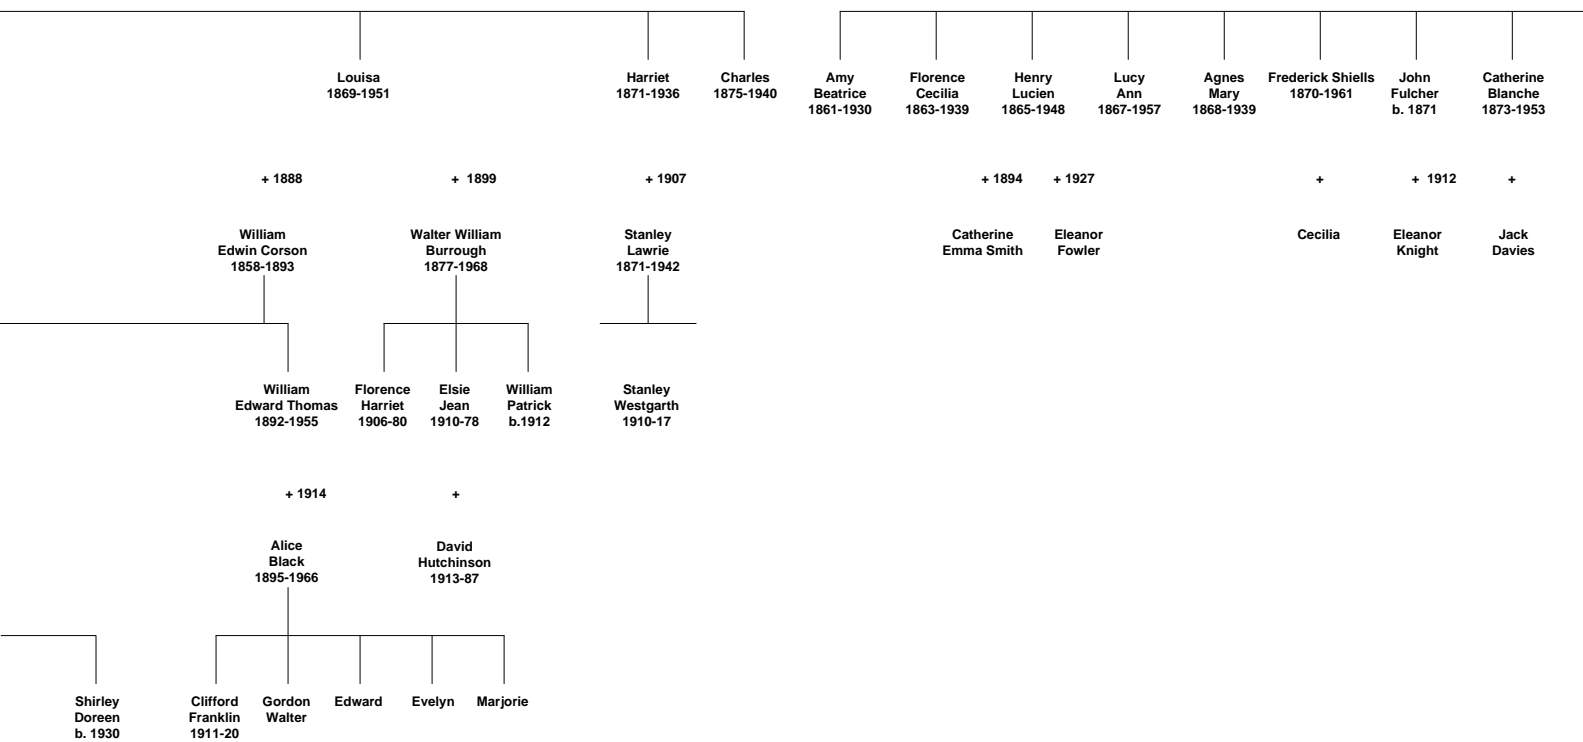 Louisa
1869-1951
Harriet
1871-1936
Charles
1875-1940
Amy
Beatrice
1861-1930
Florence
Cecilia
1863-1939
Henry
Lucien
1865-1948
Lucy
Ann
1867-1957
Agnes
Mary
1868-1939
Frederick Shiells
1870-1961
John
Fulcher
b. 1871
Catherine
Blanche
1873-1953
+ 1888
+ 1899
+ 1907
+ 1894
+ 1927
+
+ 1912
+
William
Edwin Corson
1858-1893
Walter William
Burrough
1877-1968
Stanley
Lawrie
1871-1942
Catherine
Emma Smith
Eleanor
Fowler
Cecilia
Eleanor
Knight
Jack
Davies
William
Edward Thomas
1892-1955
Florence
Harriet
1906-80
Elsie
Jean
1910-78
William
Patrick
b.1912
Stanley
Westgarth
1910-17
+ 1914
+
Alice
Black
1895-1966
David
Hutchinson
1913-87
Shirley
Doreen
b. 1930
Clifford
Franklin
1911-20
Gordon
Walter
Edward
Evelyn
Marjorie